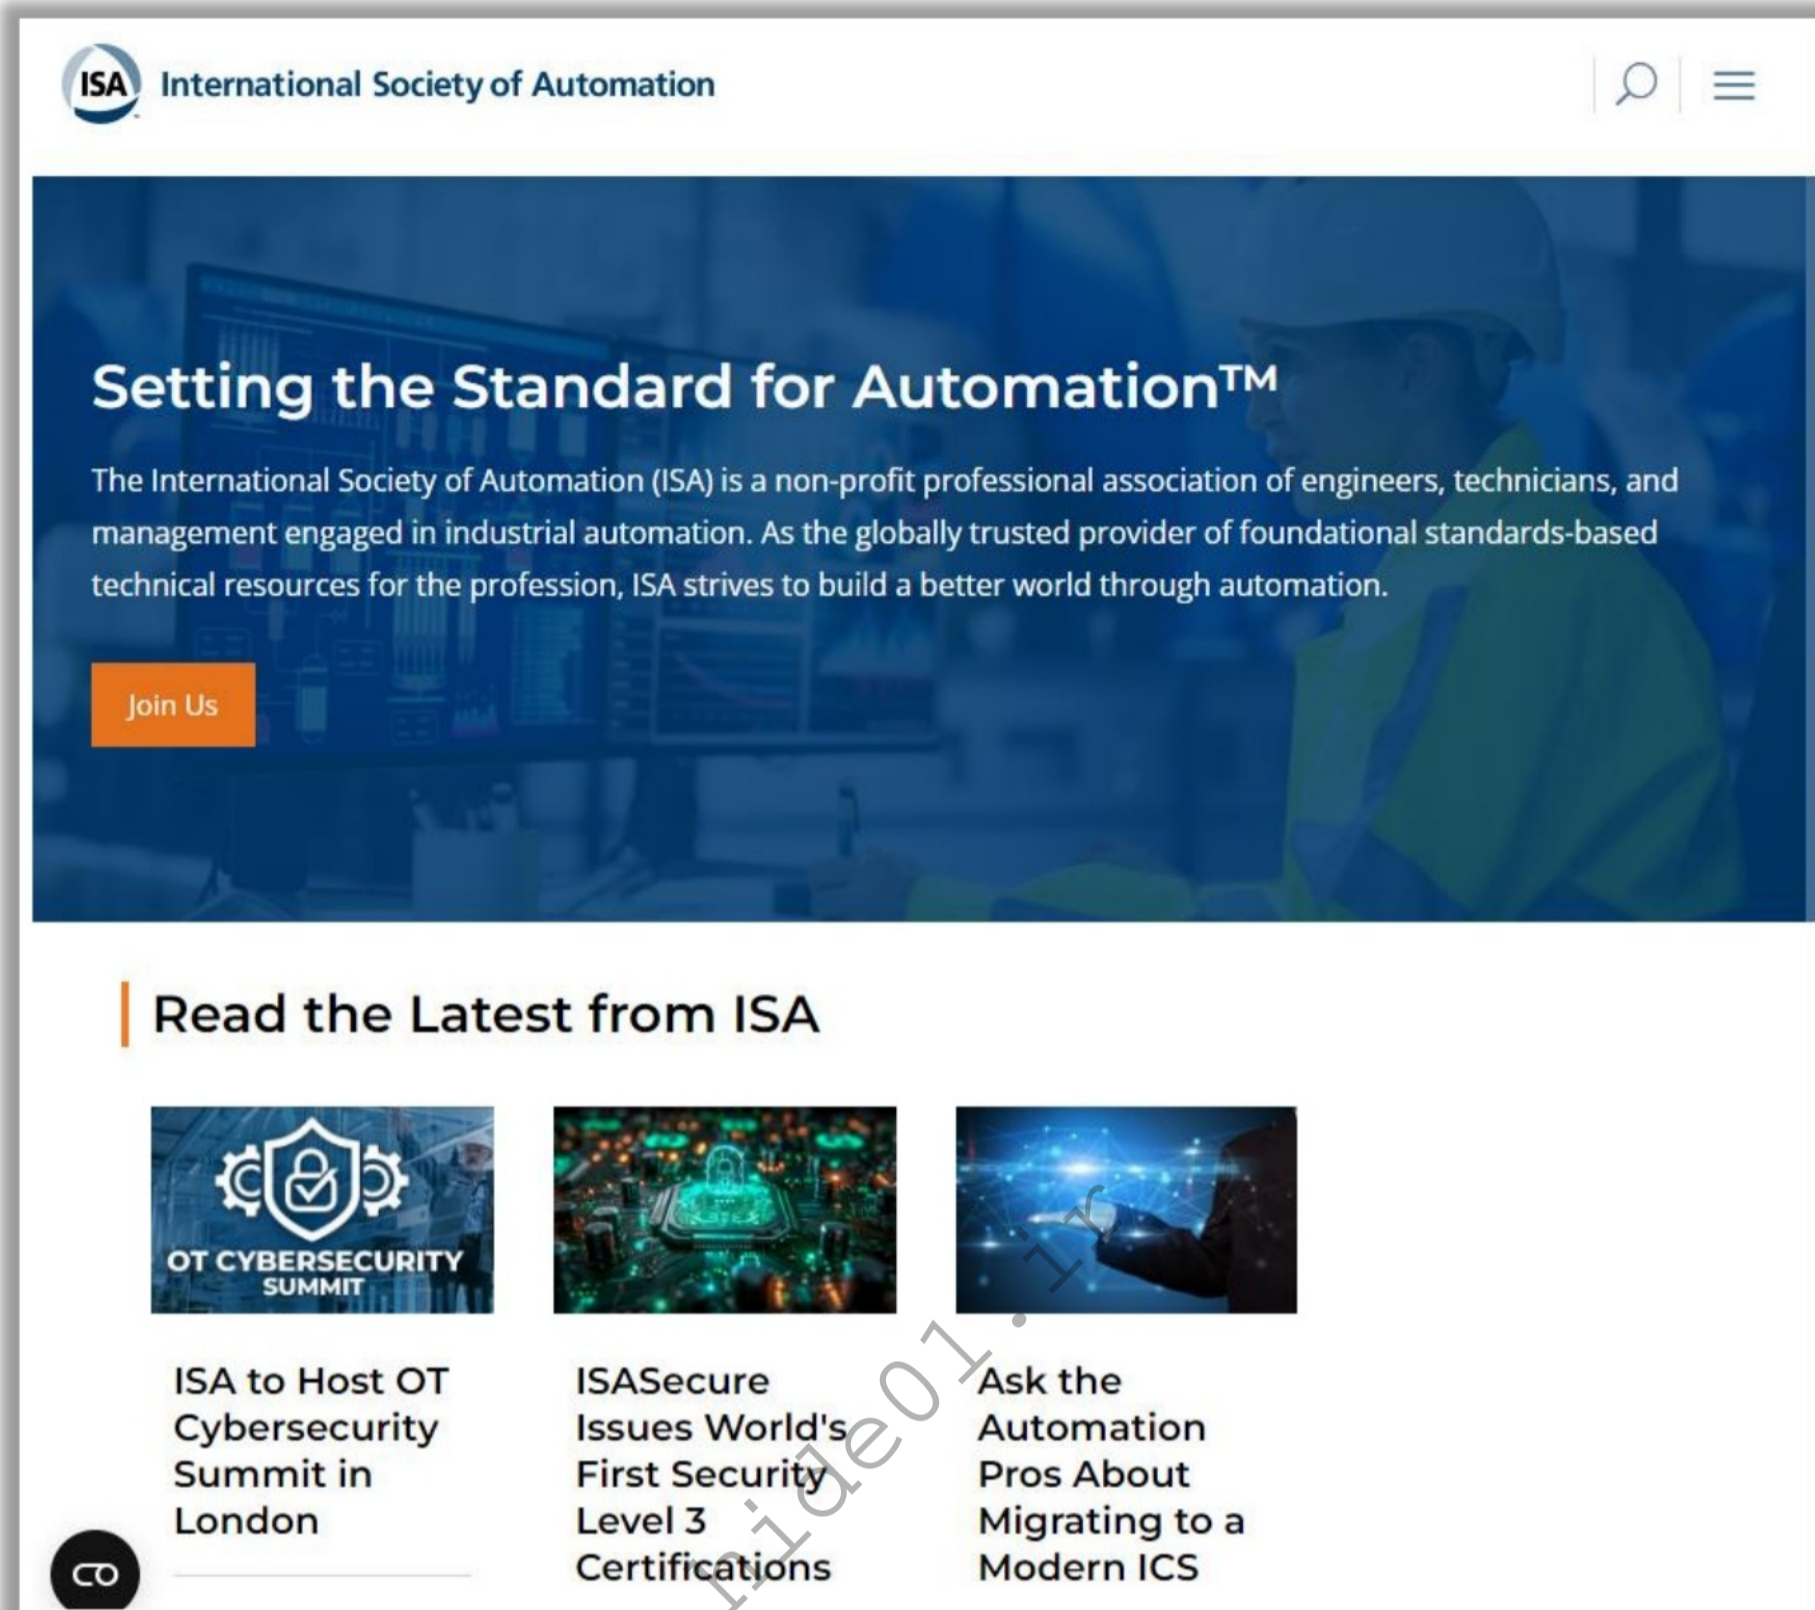 ISA International Society of Automation
Setting the Standard for Automation™
The International Society of Automation (ISA) is a non-profit professional association of engineers, technicians, and
management engaged in industrial automation. As the globally trusted provider of foundational standards-based
technical resources for the profession, ISA strives to build a better world through automation.
Join Us
Read the Latest from ISA
OT CYBERSECURITY
SUMMIT
ISA to Host OT
Cybersecurity
Summit in
London
ISASecure
Issues World's
First Security
Level 3
Certifications
Ask the
Automation
Pros About
Migrating to a
Modern ICS
hide01.ir